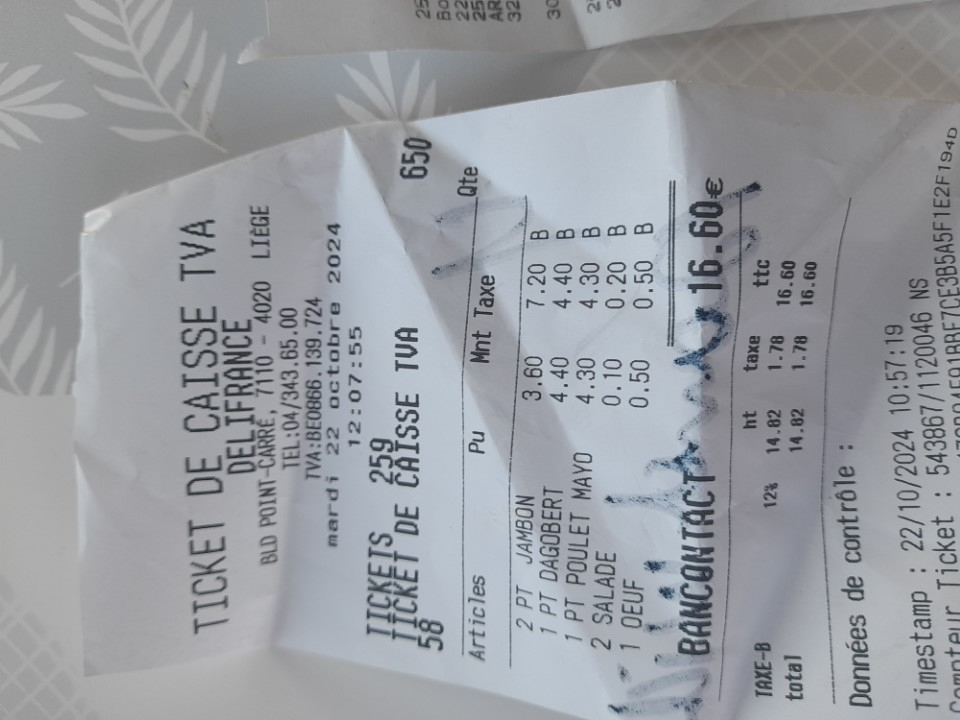 TICKET DE CAISSE TVA
DELIFRANCE
BLD POINT-CARRÉ, 7110 - 4020 LIEGE
TEL:04/343.65.00
TVA:BE0866.139.724
mardi 22 octobre 2024
12:07:55
TICKETS 259
TICKET DE CAISSE TVA
58 650
Articles Pu Mnt Taxe Qte
2 PT JAMBON 3.60 7.20 B
1 PT DAGOBERT 4.40 4.40 B
1 PT POULET MAYO 4.30 4.30 B
2 SALADE 0.10 0.20 B
1 OEUF 0.50 0.50 B
BANCONTACT 16.60€
ht taxe ttc
TAXE-B 12% 14.82 1.78 16.60
total 14.82 1.78 16.60
Données de contrôle :
Timestamp : 22/10/2024 10:57:19
Compteur Ticket : 543867/1120046 NS